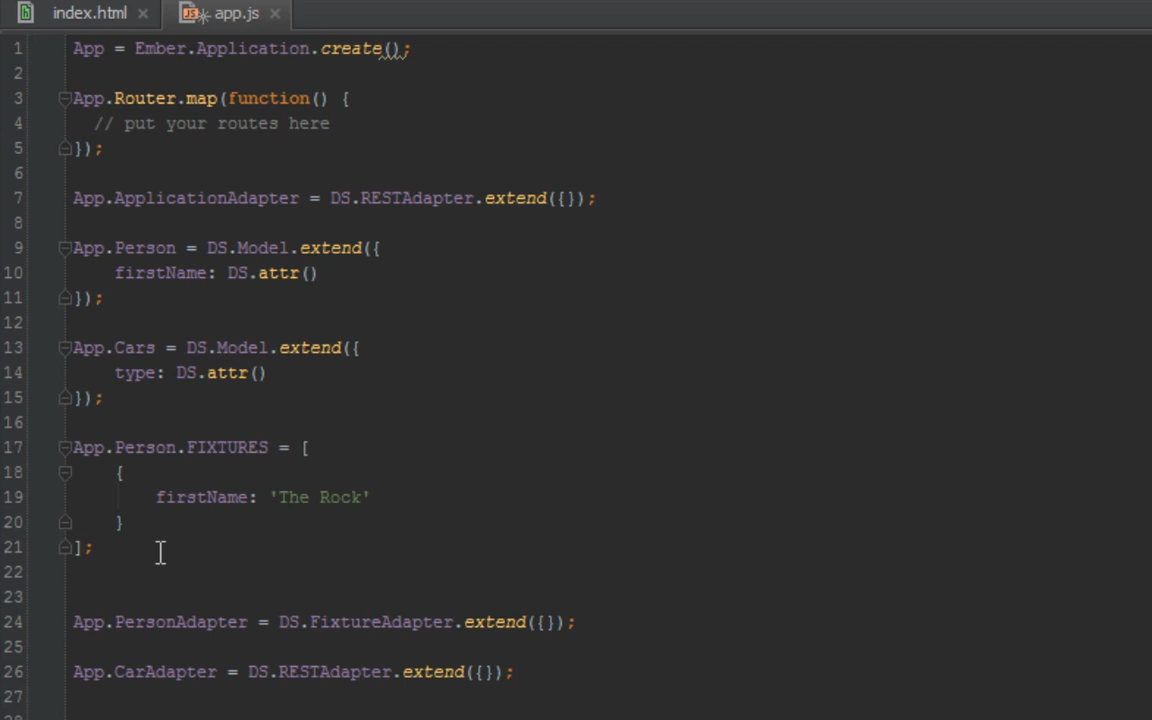 index.html app.js
1 App = Ember.Application.create();
2
3 App.Router.map(function() {
4 // put your routes here
5 });
6
7 App.ApplicationAdapter = DS.RESTAdapter.extend({});
8
9 App.Person = DS.Model.extend({
10 firstName: DS.attr()
11 });
12
13 App.Cars = DS.Model.extend({
14 type: DS.attr()
15 });
16
17 App.Person.FIXTURES = [
18 {
19 firstName: 'The Rock'
20 }
21 ];
22
23
24 App.PersonAdapter = DS.FixtureAdapter.extend({});
25
26 App.CarAdapter = DS.RESTAdapter.extend({});
27